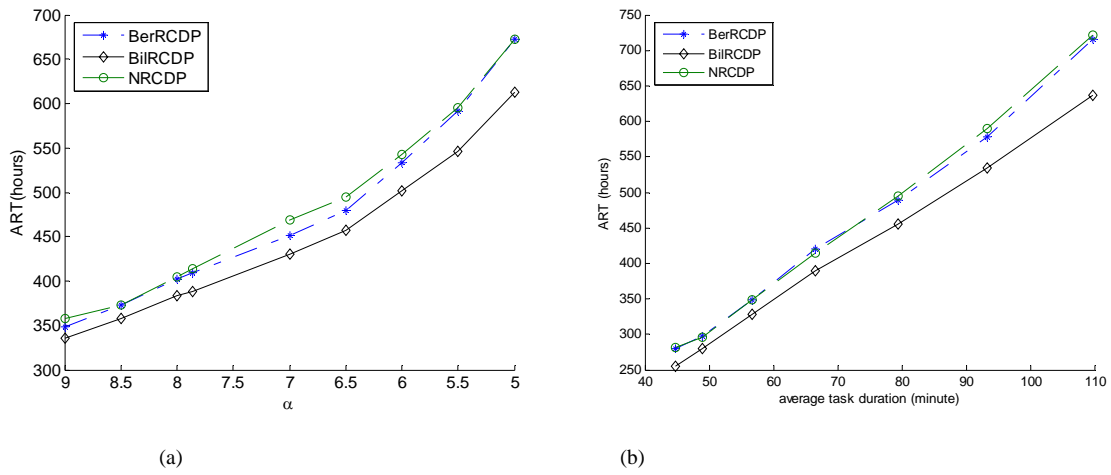 700
650
600
550
500
450
400
350
300
ART(hours)
BerRCDP
BilRCDP
NRCDP
9 8.5 8 7.5 7 6.5 6 5.5 5
α
(a)
750
700
650
600
550
500
450
400
350
300
250
ART (hours)
BerRCDP
BilRCDP
NRCDP
40 50 60 70 80 90 100 110
average task duration (minute)
(b)